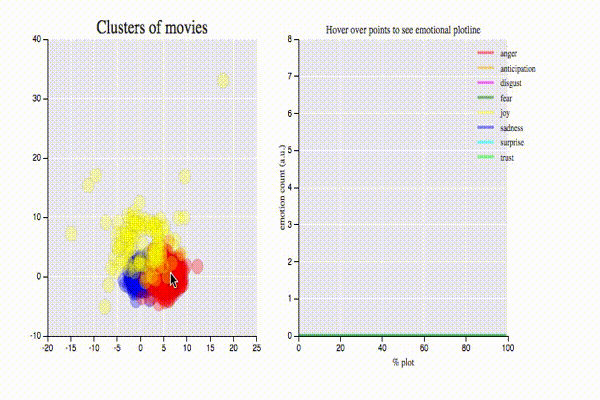 Clusters of movies
40
30
20
10
0
-10
-20
-15
-10
-5
0
5
10
15
20
25
Hover over points to see emotional plotline
8
7
6
5
4
3
2
1
0
emotion count (a.u.)
0
20
40
60
80
100
% plot
anger
anticipation
disgust
fear
joy
sadness
surprise
trust